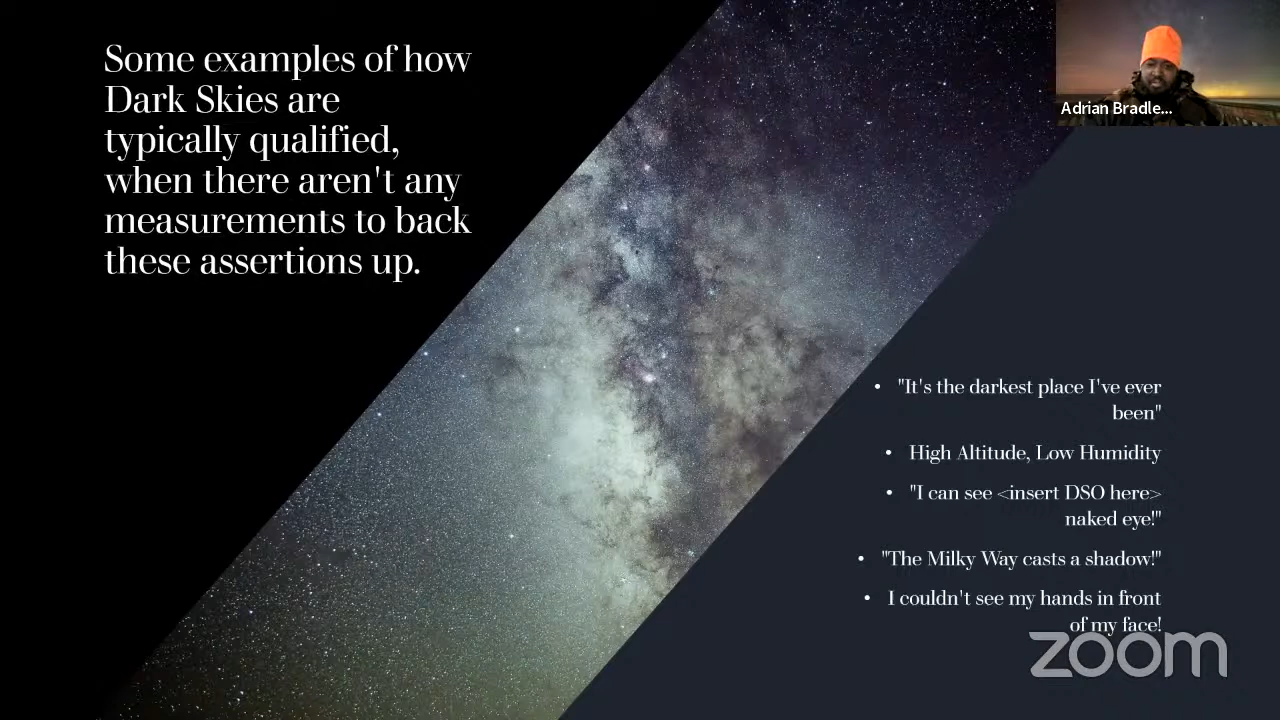 Some examples of how
Dark Skies are
typically qualified,
when there aren't any
measurements to back
these assertions up.
Adrian Bradle...
• "It's the darkest place I've ever
been"
• High Altitude, Low Humidity
• "I can see <insert DSO here>
naked eye!"
• "The Milky Way casts a shadow!"
• I couldn't see my hands in front
of my face!
zoom